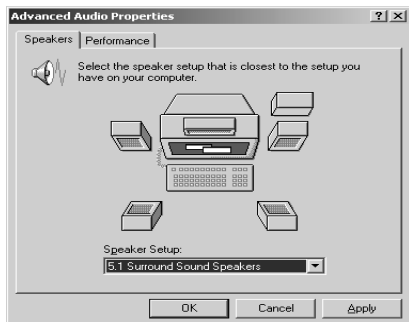 Advanced Audio Properties
Speakers Performance
Select the speaker setup that is closest to the setup you
have on your computer.
Speaker Setup:
5.1 Surround Sound Speakers
OK Cancel Apply